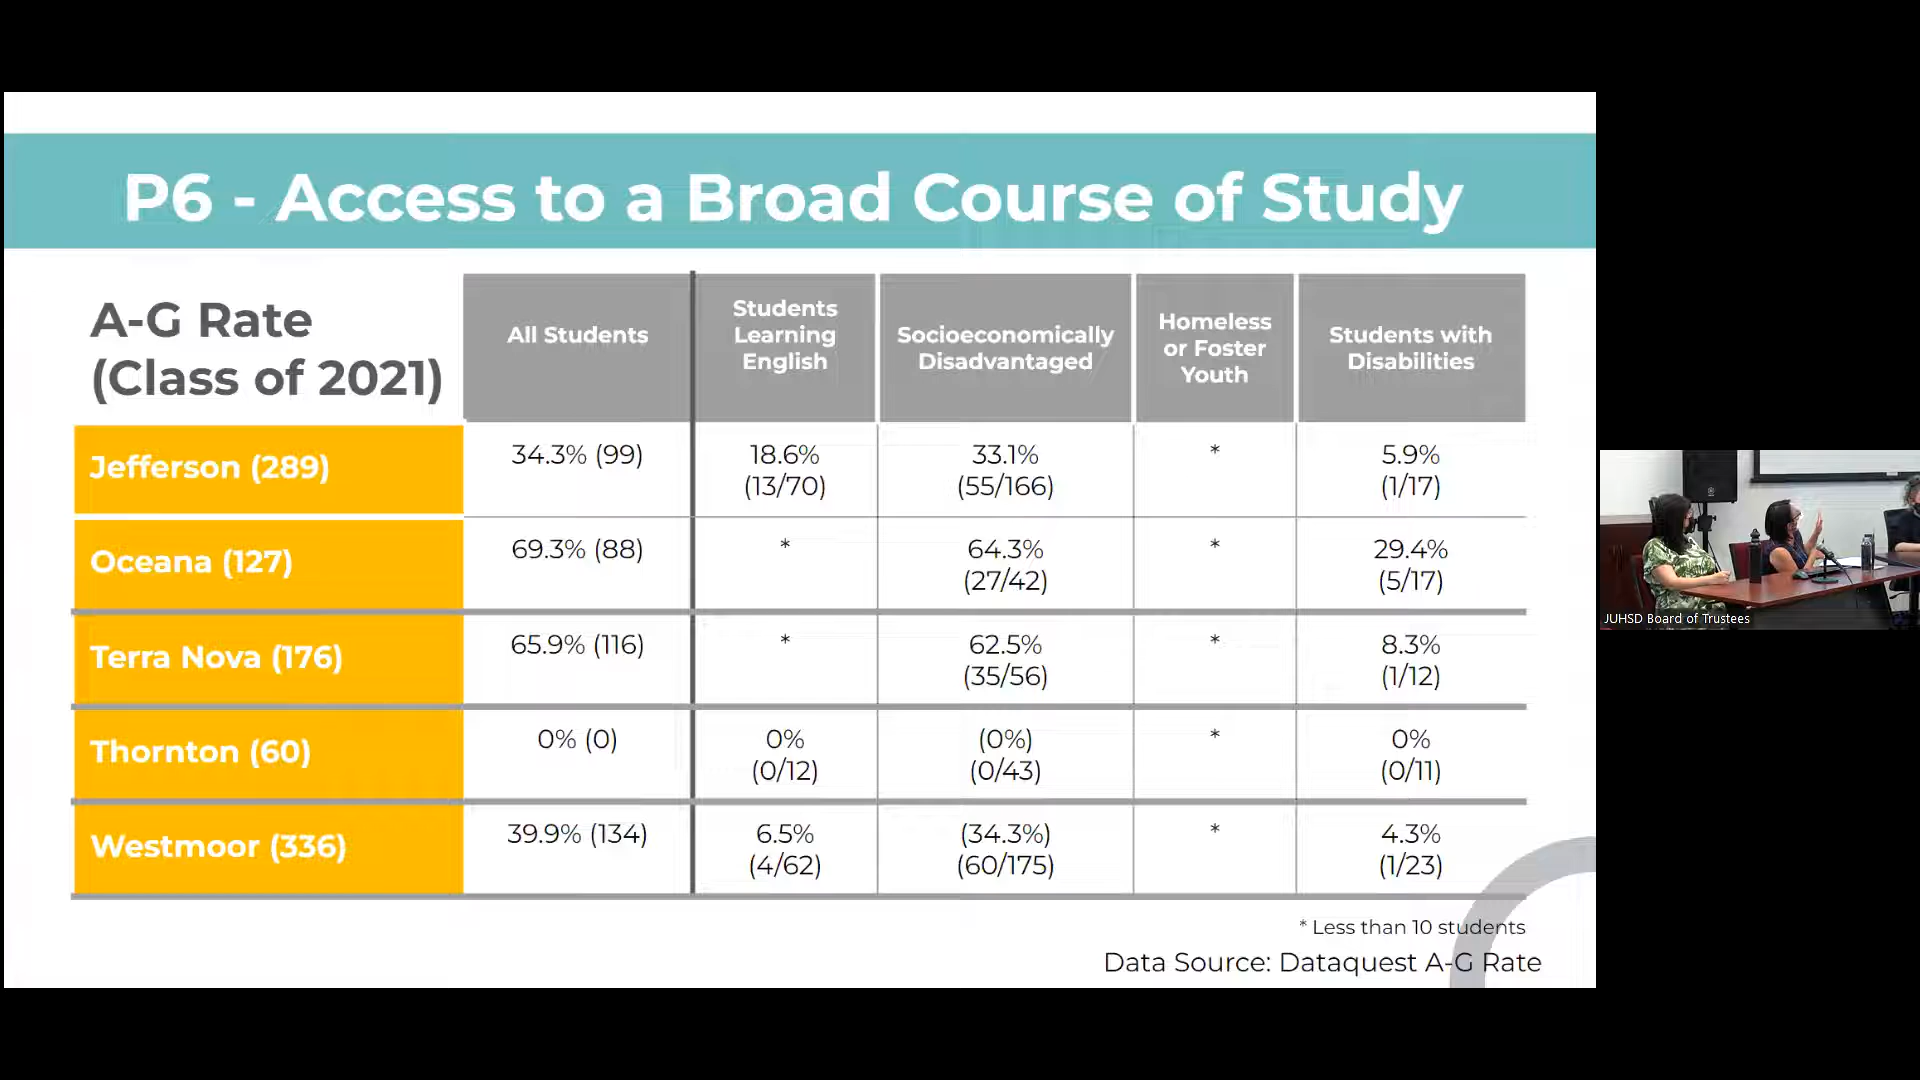 P6 - Access to a Broad Course of Study
A-G Rate
(Class of 2021)
All Students
Students
Learning
English
Socioeconomically
Disadvantaged
Homeless
or Foster
Youth
Students with
Disabilities
Jefferson (289)
34.3% (99)
18.6%
(13/70)
33.1%
(55/166)
*
5.9%
(1/17)
Oceana (127)
69.3% (88)
*
64.3%
(27/42)
*
29.4%
(5/17)
Terra Nova (176)
65.9% (116)
*
62.5%
(35/56)
*
8.3%
(1/12)
Thornton (60)
0% (0)
0%
(0/12)
(0%)
(0/43)
*
0%
(0/11)
Westmoor (336)
39.9% (134)
6.5%
(4/62)
(34.3%)
(60/175)
*
4.3%
(1/23)
* Less than 10 students
Data Source: Dataquest A-G Rate
JUHSD Board of Trustees